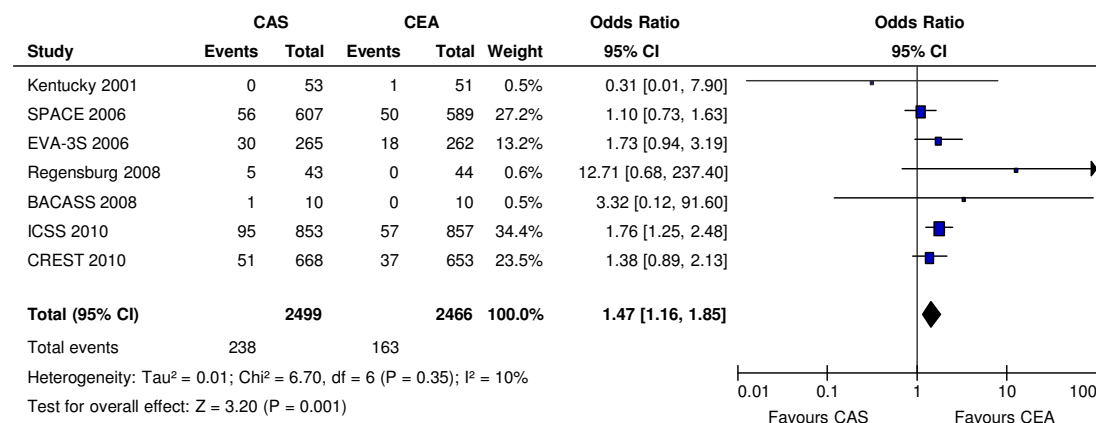 CAS CEA Odds Ratio Odds Ratio
Study Events Total Events Total Weight 95% CI 95% CI
Kentucky 2001 0 53 1 51 0.5% 0.31 [0.01, 7.90]
SPACE 2006 56 607 50 589 27.2% 1.10 [0.73, 1.63]
EVA-3S 2006 30 265 18 262 13.2% 1.73 [0.94, 3.19]
Regensburg 2008 5 43 0 44 0.6% 12.71 [0.68, 237.40]
BACASS 2008 1 10 0 10 0.5% 3.32 [0.12, 91.60]
ICSS 2010 95 853 57 857 34.4% 1.76 [1.25, 2.48]
CREST 2010 51 668 37 653 23.5% 1.38 [0.89, 2.13]
Total (95% CI) 2499 2466 100.0% 1.47 [1.16, 1.85]
Total events 238 163
Heterogeneity: Tau² = 0.01; Chi² = 6.70, df = 6 (P = 0.35); I² = 10%
Test for overall effect: Z = 3.20 (P = 0.001)
0.01 0.1 1 10 100
Favours CAS Favours CEA